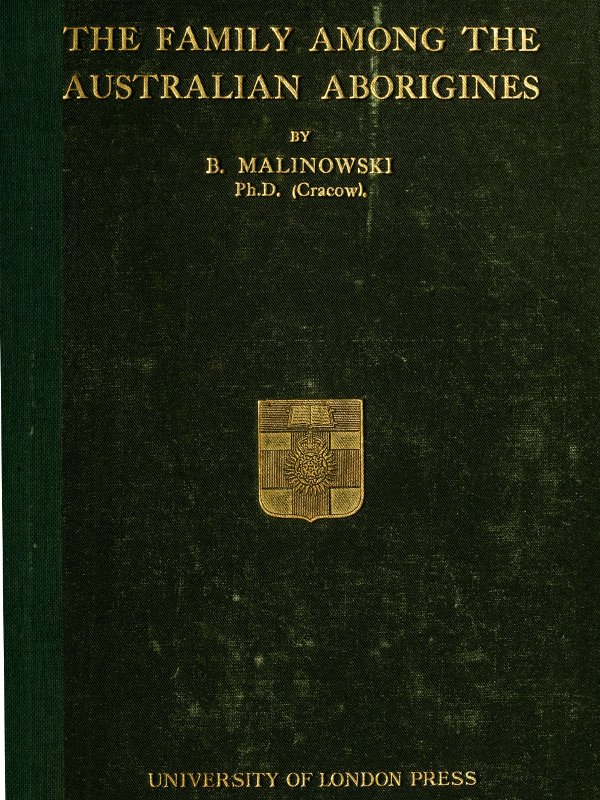 THE FAMILY AMONG THE
AUSTRALIAN ABORIGINES
BY
B. MALINOWSKI
Ph.D. (Cracow).
UNIVERSITY OF LONDON PRESS